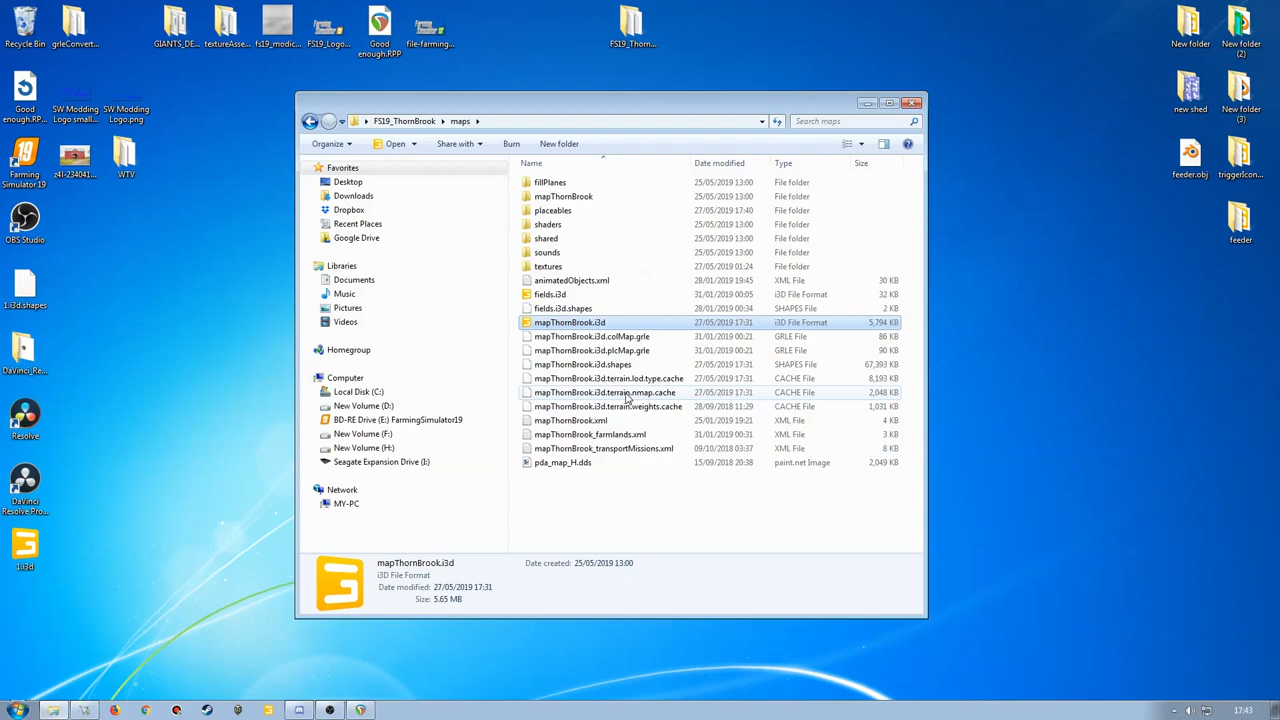 Recycle Bin
grleConvert...
GIANTS_DE...
textureAsse...
fs19_modic...
FS19_Logo...
Good
enough.RPP
file-farming...
FS19_Thorn...
New folder
New folder
(2)
Good
enough.RP...
SW Modding
Logo small...
SW Modding
Logo.png
new shed
New folder
(3)
Farming
Simulator 19
z4l-234041...
WTV
feeder.obj
triggerIcon...
OBS Studio
feeder
1.i3d.shapes
DaVinci_Re...
Resolve
DaVinci
Resolve Pro...
1.i3d
FS19_ThornBrook
maps
Search maps
Organize
Open
Share with
Burn
New folder
Name
Date modified
Type
Size
Favorites
Desktop
Downloads
Dropbox
Recent Places
Google Drive
Libraries
Documents
Music
Pictures
Videos
Homegroup
Computer
Local Disk (C:)
New Volume (D:)
BD-RE Drive (E:) FarmingSimulator19
New Volume (F:)
New Volume (H:)
Seagate Expansion Drive (I:)
Network
MY-PC
fillPlanes 25/05/2019 13:00 File folder
mapThornBrook 25/05/2019 13:00 File folder
placeables 27/05/2019 17:40 File folder
shaders 25/05/2019 13:00 File folder
shared 25/05/2019 13:00 File folder
sounds 25/05/2019 13:00 File folder
textures 27/05/2019 01:24 File folder
animatedObjects.xml 28/01/2019 19:45 XML File 30 KB
fields.i3d 31/01/2019 00:05 i3D File Format 32 KB
fields.i3d.shapes 28/01/2019 00:34 SHAPES File 2 KB
mapThornBrook.i3d 27/05/2019 17:31 i3D File Format 5,794 KB
mapThornBrook.i3d.colMap.grle 31/01/2019 00:21 GRLE File 86 KB
mapThornBrook.i3d.plcMap.grle 31/01/2019 00:21 GRLE File 90 KB
mapThornBrook.i3d.shapes 27/05/2019 17:31 SHAPES File 67,393 KB
mapThornBrook.i3d.terrain.lod.type.cache 27/05/2019 17:31 CACHE File 8,193 KB
mapThornBrook.i3d.terrain.nmap.cache 27/05/2019 17:31 CACHE File 2,048 KB
mapThornBrook.i3d.terrain.weights.cache 28/09/2018 11:29 CACHE File 1,031 KB
mapThornBrook.xml 25/01/2019 19:21 XML File 4 KB
mapThornBrook_farmlands.xml 31/01/2019 00:31 XML File 3 KB
mapThornBrook_transportMissions.xml 09/10/2018 03:37 XML File 8 KB
pda_map_H.dds 15/09/2018 20:38 paint.net Image 2,049 KB
mapThornBrook.i3d
Date created: 25/05/2019 13:00
i3D File Format
Date modified: 27/05/2019 17:31
Size: 5.65 MB
17:43